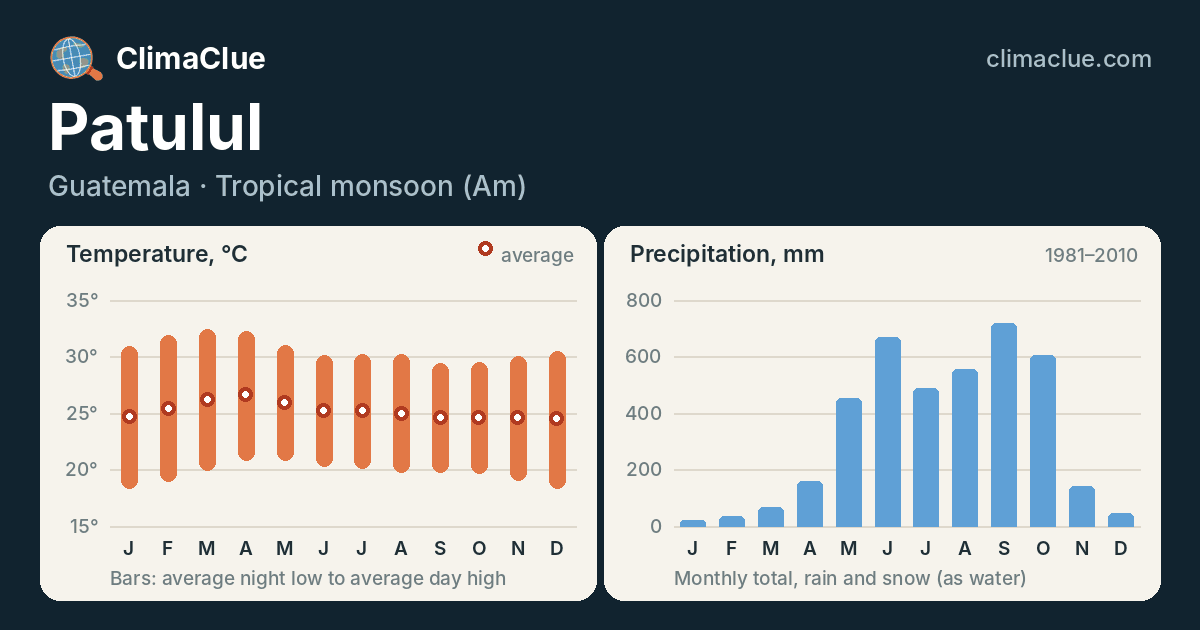 ClimaClue
climaclue.com
Patulul
Guatemala · Tropical monsoon (Am)
Temperature, °C
average
35°
30°
25°
20°
15°
J F M A M J J A S O N D
Bars: average night low to average day high
Precipitation, mm
1981–2010
800
600
400
200
0
J F M A M J J A S O N D
Monthly total, rain and snow (as water)